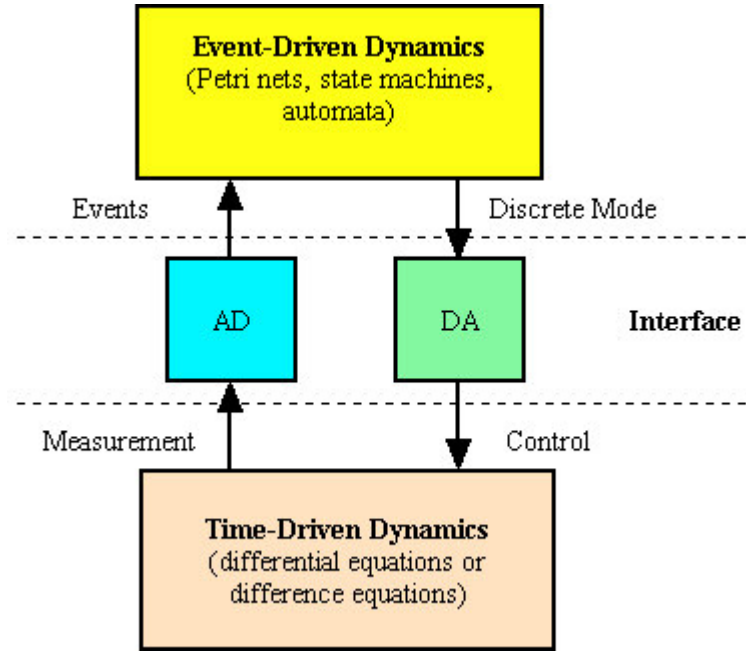 Event-Driven Dynamics
(Petri nets, state machines,
automata)
Events
Discrete Mode
AD
DA
Interface
Measurement
Control
Time-Driven Dynamics
(differential equations or
difference equations)